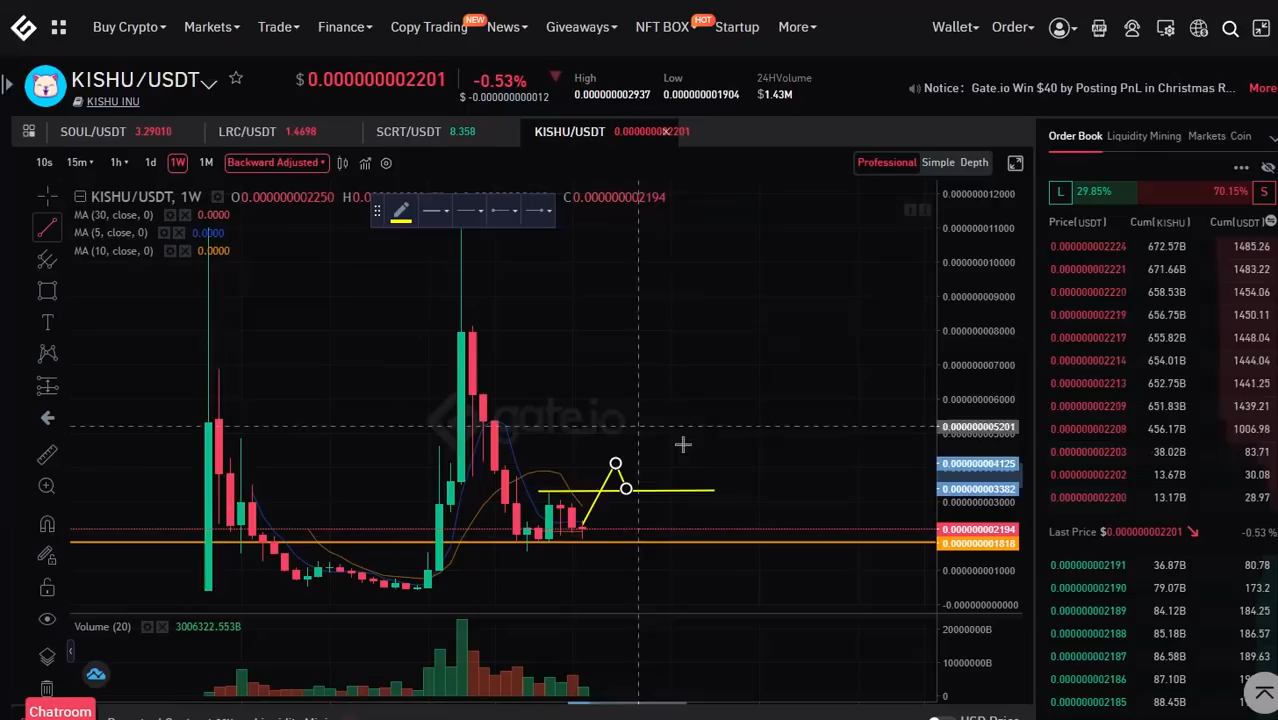 Buy Crypto Markets Trade Finance Copy Trading NEW News Giveaways NFT BOX HOT Startup More Wallet Order
KISHU/USDT
KISHU INU
$ 0.000000002201
-0.53%
$ -0.000000000012
High
0.000000002937
Low
0.000000001904
24HVolume
$1.43M
Notice: Gate.io Win $40 by Posting PnL in Christmas R... More
SOUL/USDT 3.29010 LRC/USDT 1.4698 SCRT/USDT 8.358 KISHU/USDT 0.000000002201
10s 15m 1h 1d 1W 1M Backward Adjusted Professional Simple Depth
KISHU/USDT, 1W O0.000000002250 C0.000000002194
MA (30, close, 0) 0.0000
MA (5, close, 0) 0.0000
MA (10, close, 0) 0.0000
gate.io
0.000000012000
0.000000011000
0.000000010000
0.000000009000
0.000000008000
0.000000007000
0.000000006000
0.000000005201
0.000000004125
0.000000003382
0.000000003000
0.000000002194
0.000000001818
0.000000001000
-0.000000000000
Volume (20) 3006322.553B
20000000B
10000000B
0
Chatroom
USD Price
Order Book Liquidity Mining Markets Coin
L 29.85% 70.15% S
Price(USDT) Cum(KISHU) Cum(USDT)
0.000000002224 672.57B 1485.26
0.000000002221 671.66B 1483.22
0.000000002220 658.53B 1454.06
0.000000002219 656.75B 1450.11
0.000000002217 655.82B 1448.04
0.000000002214 654.01B 1444.04
0.000000002213 652.75B 1441.25
0.000000002209 651.83B 1439.21
0.000000002208 456.17B 1006.98
0.000000002203 38.02B 83.71
0.000000002202 13.67B 30.08
0.000000002201 13.17B 28.97
Last Price $0.000000002201 -0.53 %
0.000000002191 36.87B 80.78
0.000000002190 79.07B 173.2
0.000000002189 84.12B 184.25
0.000000002188 85.18B 186.57
0.000000002187 86.58B 189.63
0.000000002186 87.10B 190.78
0.000000002185 88.70B